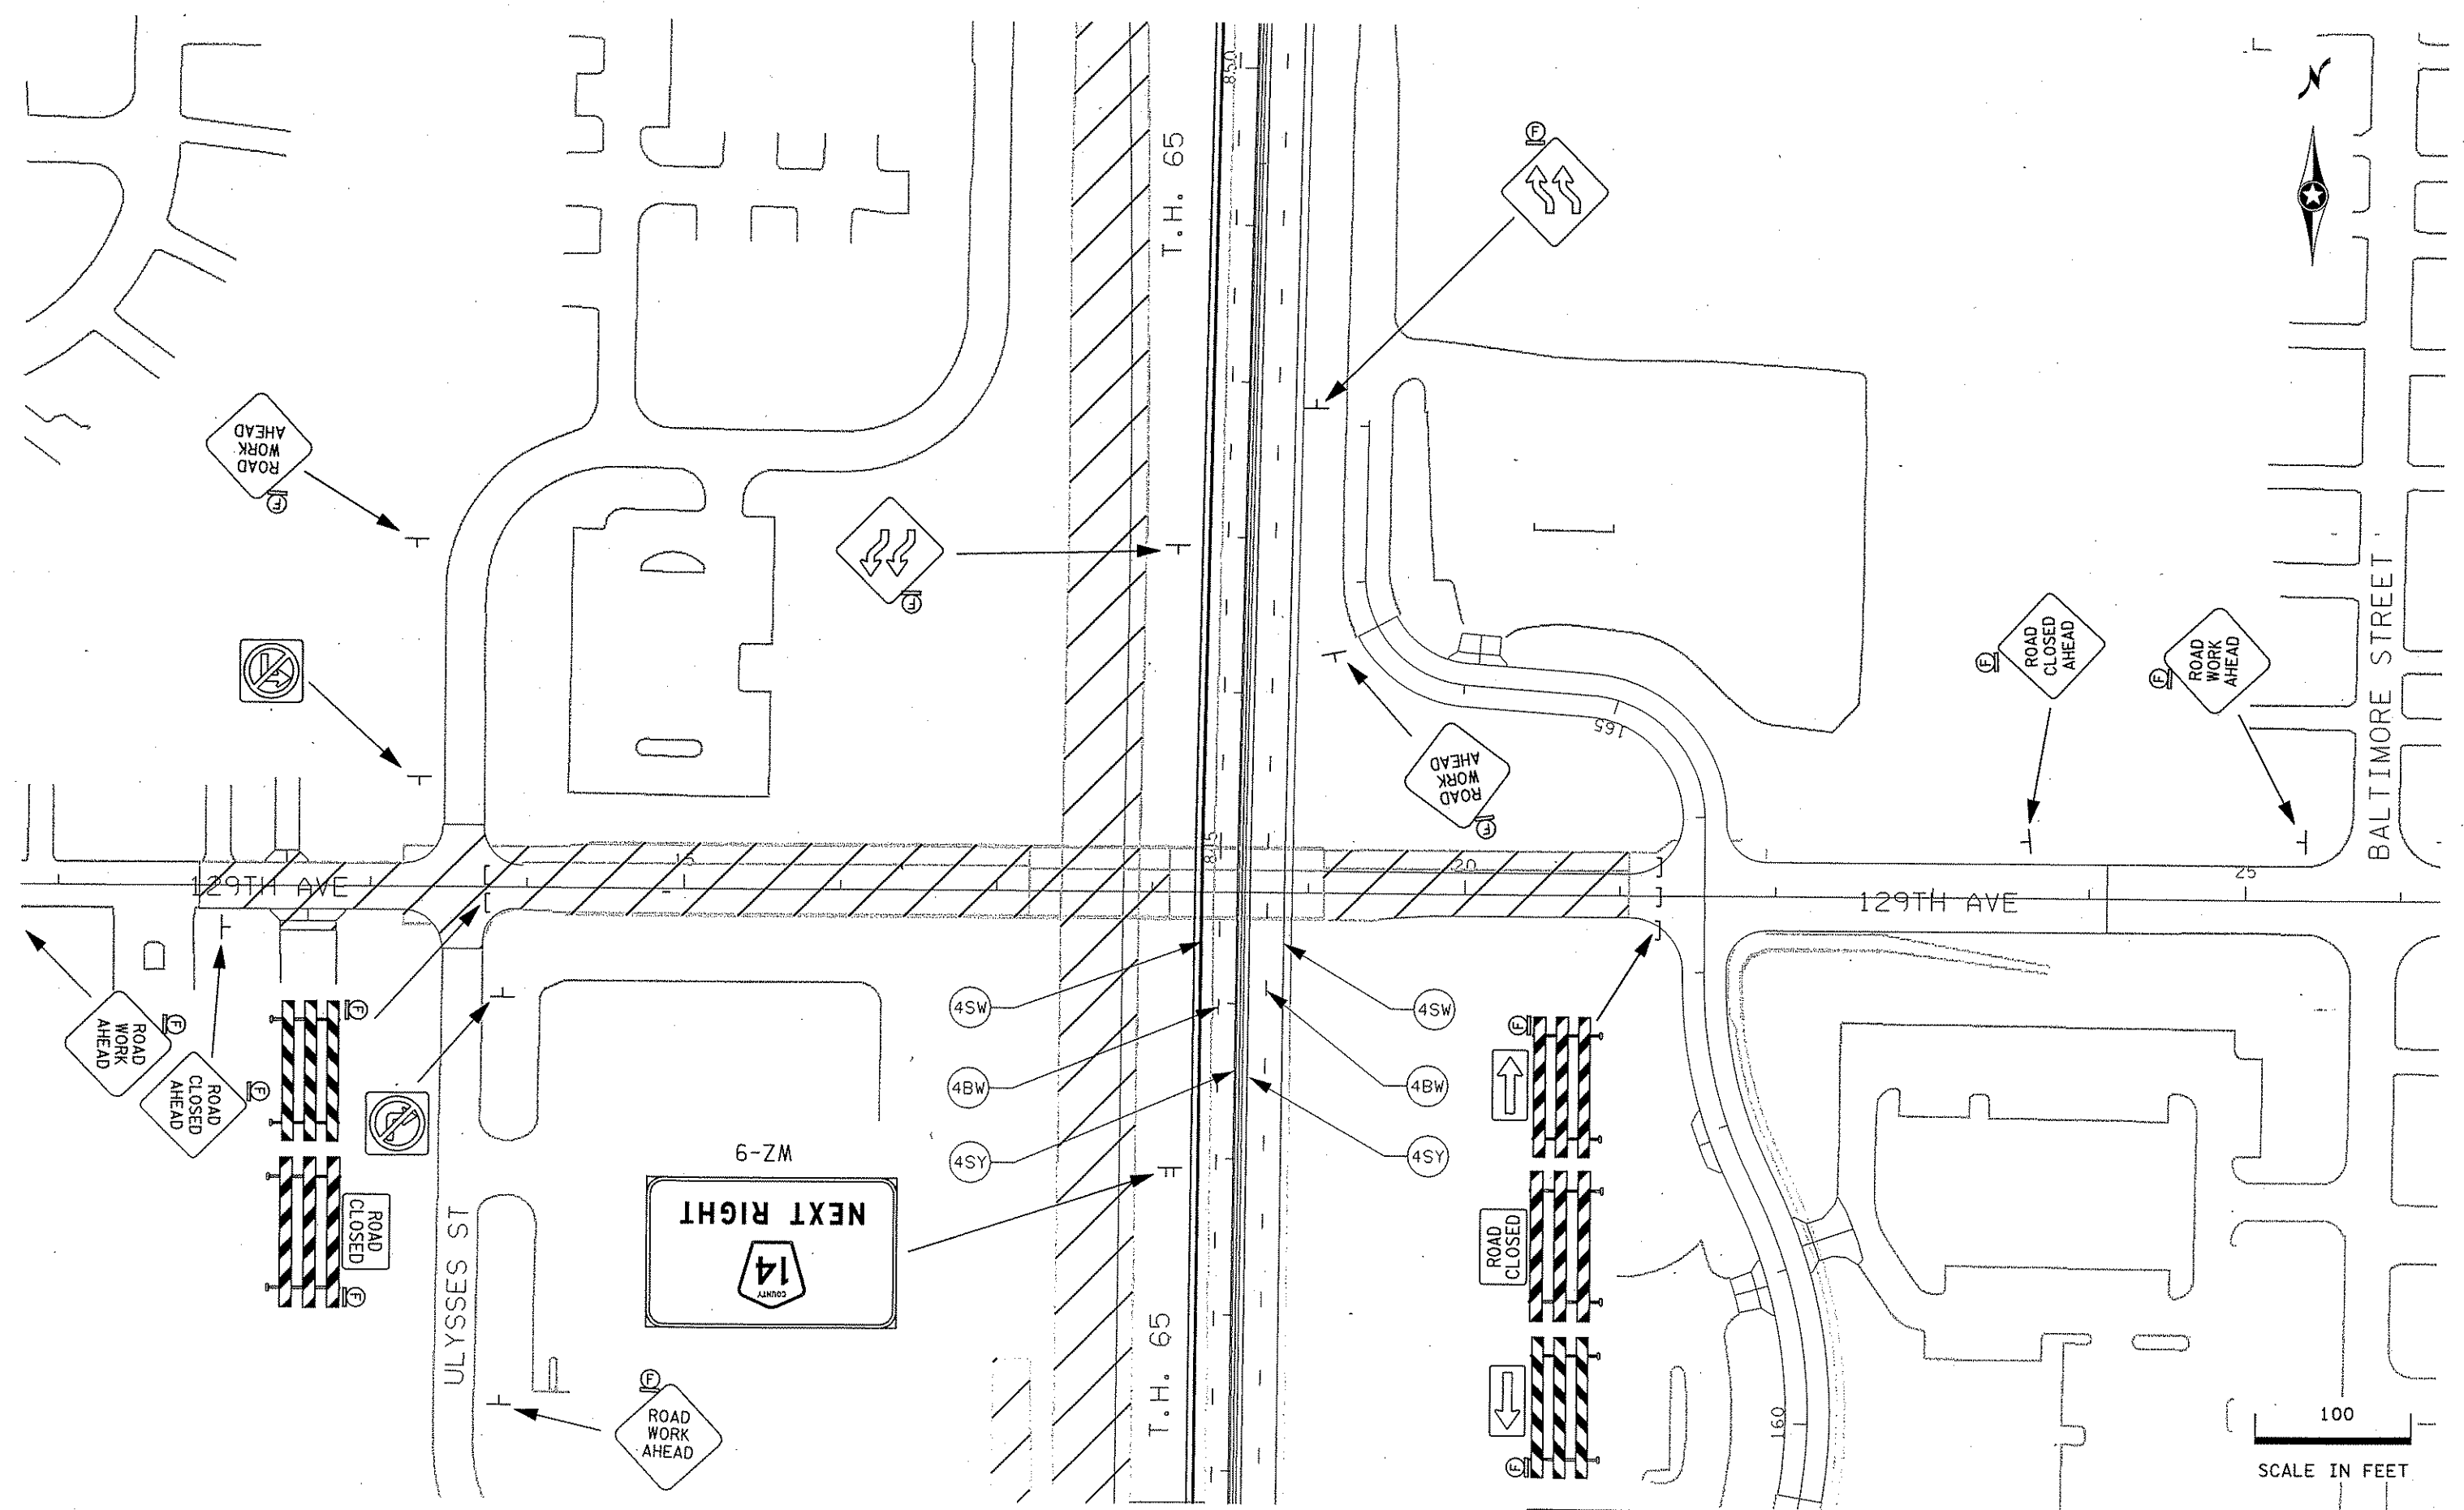 N
850
T.H. 65
F
F
ROAD
WORK
AHEAD
F
F
BALTIMORE STREET
ROAD
CLOSED
AHEAD
F
ROAD
WORK
AHEAD
F
165
ROAD
WORK
AHEAD
F
845
15
20
25
129TH AVE
129TH AVE
4SW
4SW
4BW
4BW
4SY
4SY
ROAD
WORK
AHEAD
F
ROAD
CLOSED
AHEAD
F
F
ROAD
CLOSED
F
ULYSSES ST
WZ-9
COUNTY
14
NEXT RIGHT
T.H. 65
F
ROAD
WORK
AHEAD
F
ROAD
CLOSED
F
160
100
SCALE IN FEET